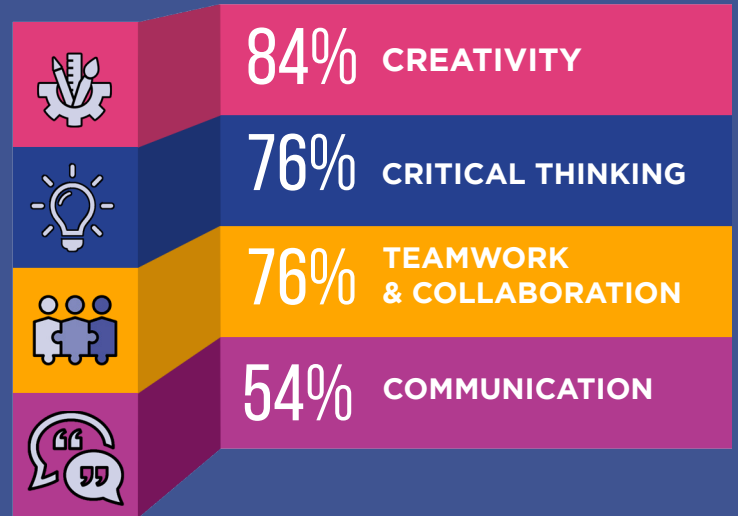 84% CREATIVITY
76% CRITICAL THINKING
76% TEAMWORK
& COLLABORATION
54% COMMUNICATION